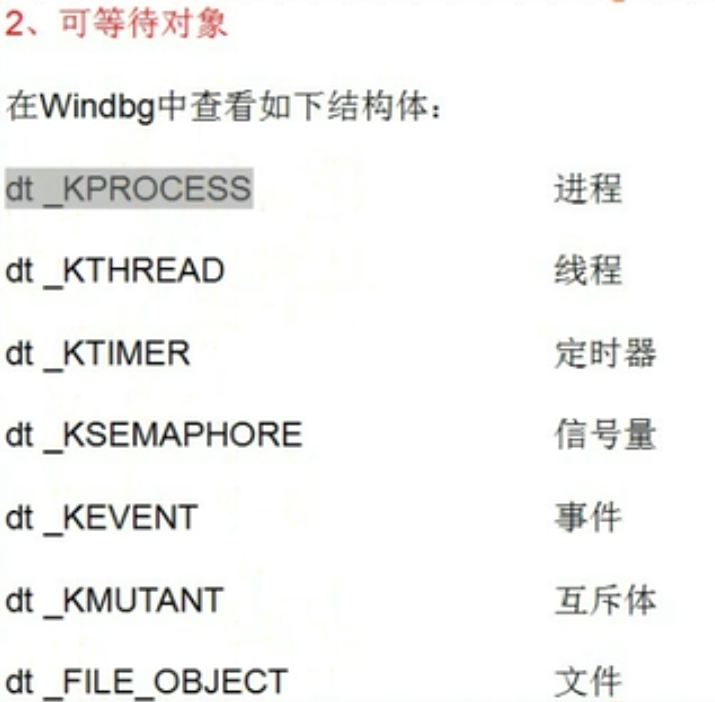 2、可等待对象
在Windbg中查看如下结构体：
dt _KPROCESS 进程
dt _KTHREAD 线程
dt _KTIMER 定时器
dt _KSEMAPHORE 信号量
dt _KEVENT 事件
dt _KMUTANT 互斥体
dt _FILE_OBJECT 文件